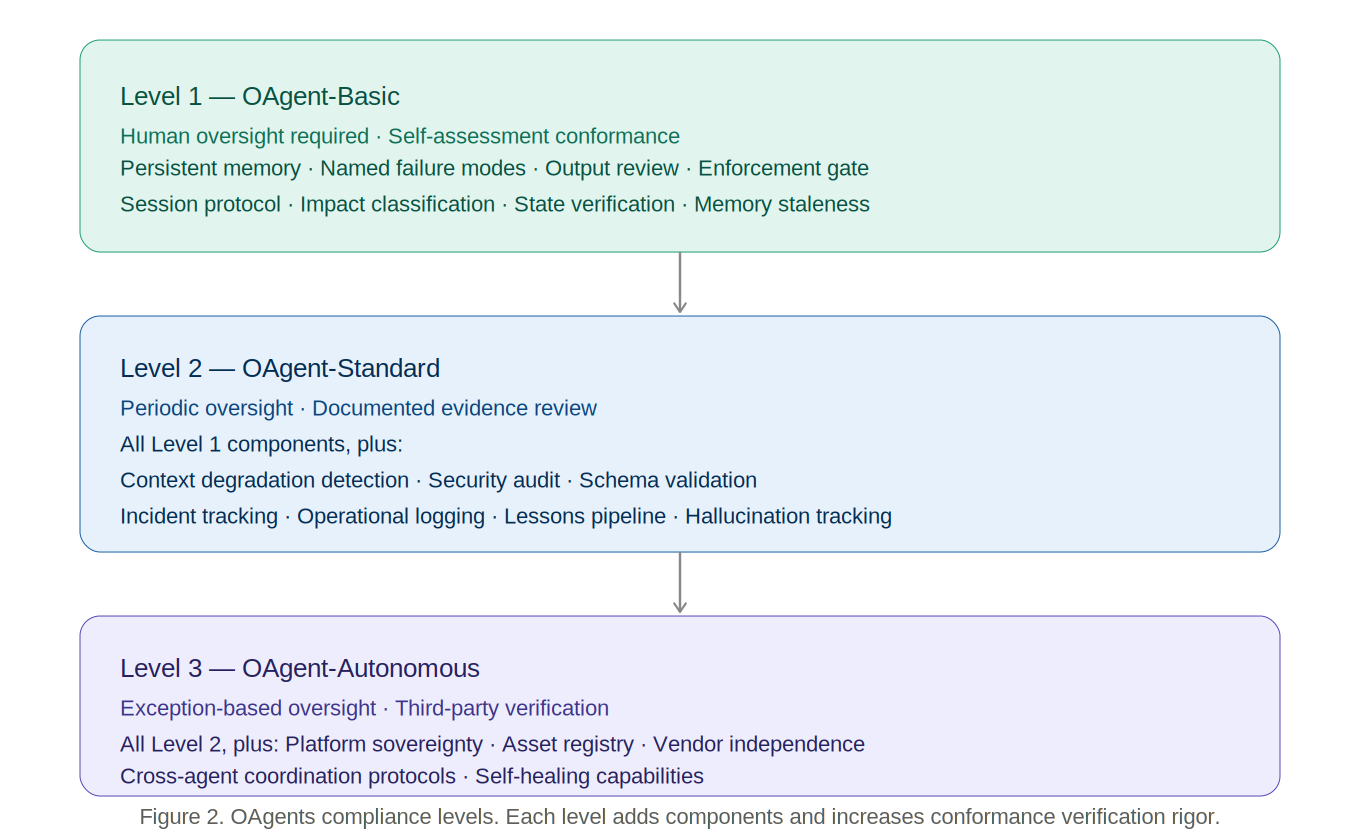 Level 1 — OAgent-Basic
Human oversight required · Self-assessment conformance
Persistent memory · Named failure modes · Output review · Enforcement gate
Session protocol · Impact classification · State verification · Memory staleness
Level 2 — OAgent-Standard
Periodic oversight · Documented evidence review
All Level 1 components, plus:
Context degradation detection · Security audit · Schema validation
Incident tracking · Operational logging · Lessons pipeline · Hallucination tracking
Level 3 — OAgent-Autonomous
Exception-based oversight · Third-party verification
All Level 2, plus: Platform sovereignty · Asset registry · Vendor independence
Cross-agent coordination protocols · Self-healing capabilities
Figure 2. OAgents compliance levels. Each level adds components and increases conformance verification rigor.